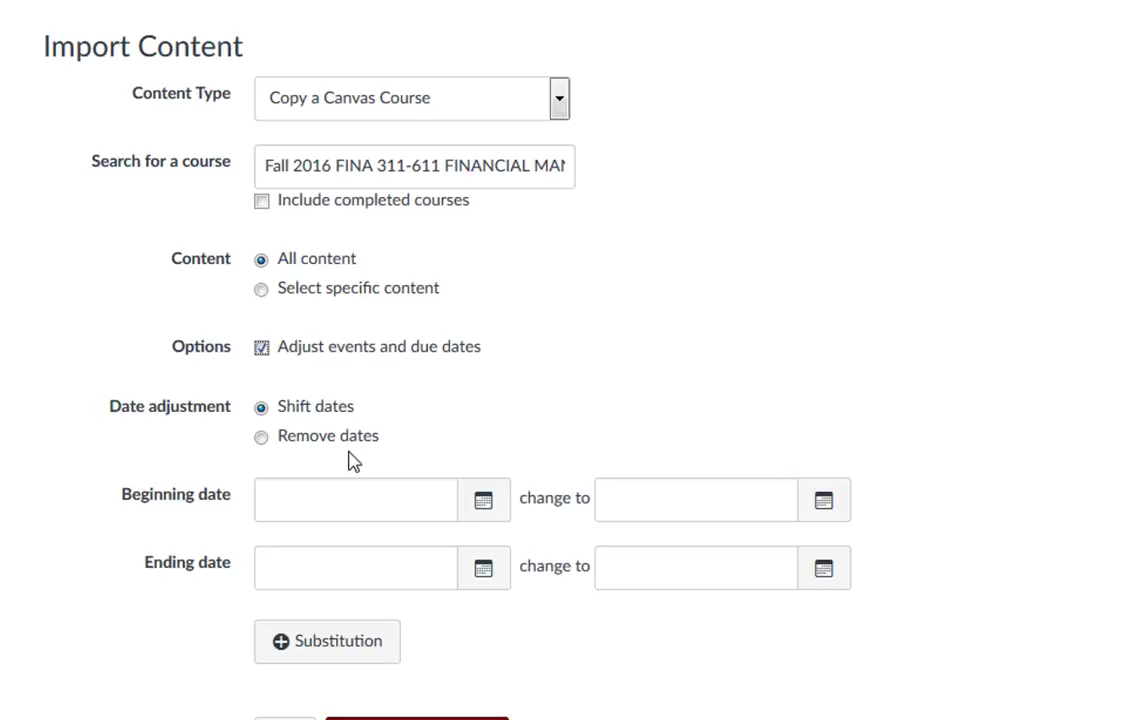 Import Content
Content Type
Copy a Canvas Course
Search for a course
Fall 2016 FINA 311-611 FINANCIAL
Include completed courses
Content
All content
Select specific content
Options
Adjust events and due dates
Date adjustment
Shift dates
Remove dates
Beginning date
change to
Ending date
change to
Substitution